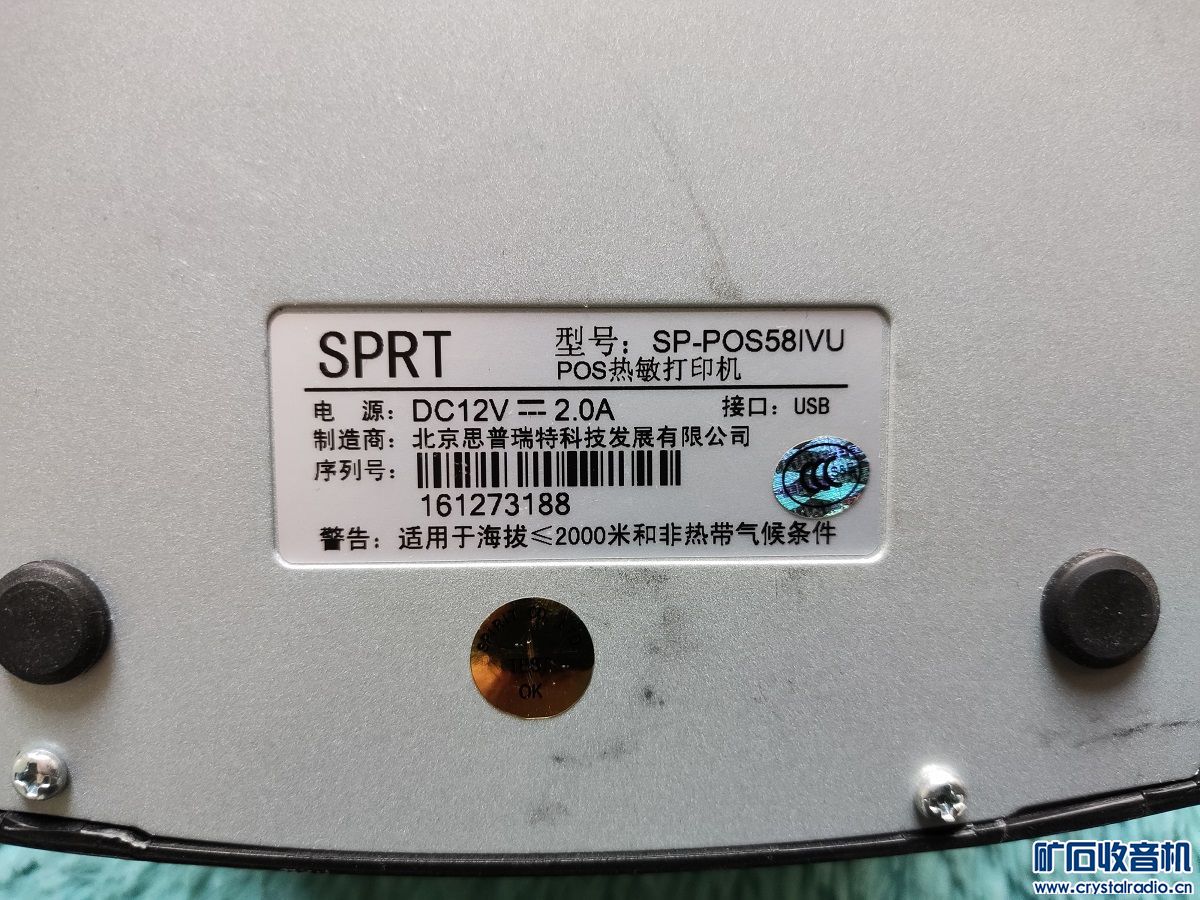 SPRT
型号：SP-POS58IVU
POS热敏打印机
电 源：DC12V ⎓ 2.0A
接口：USB
制造商：北京思普瑞特科技发展有限公司
序列号：
161273188
警告：适用于海拔≤2000米和非热带气候条件
OK
矿石收音机
www.crystalradio.cn